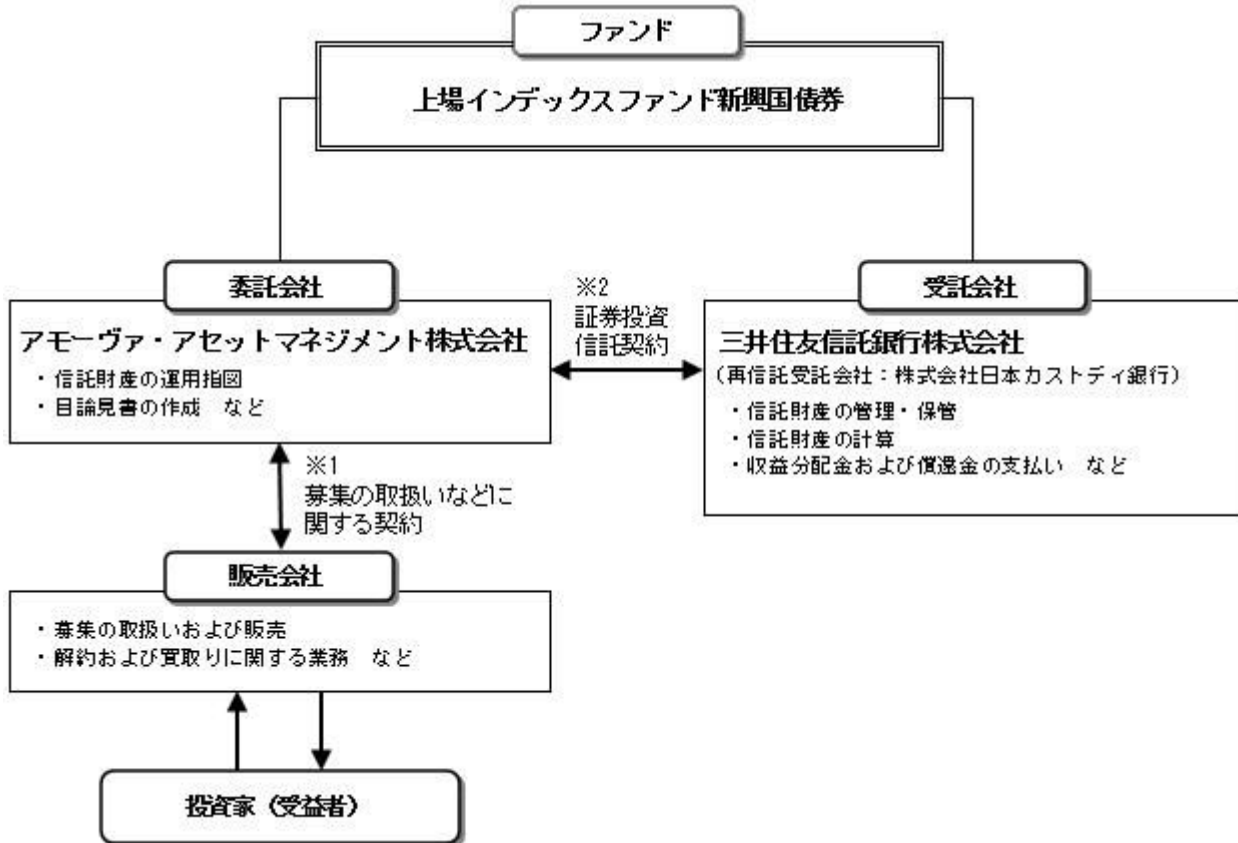 ファンド
上場インデックスファンド新興国債券
委託会社
アモーヴァ・アセットマネジメント株式会社
・信託財産の運用指図
・目論見書の作成 など
※2
証券投資
信託契約
受託会社
三井住友信託銀行株式会社
(再信託受託会社:株式会社日本カストディ銀行)
・信託財産の管理・保管
・信託財産の計算
・収益分配金および償還金の支払い など
※1
募集の取扱いなどに
関する契約
販売会社
・募集の取扱いおよび販売
・解約および買取りに関する業務 など
投資家(受益者)